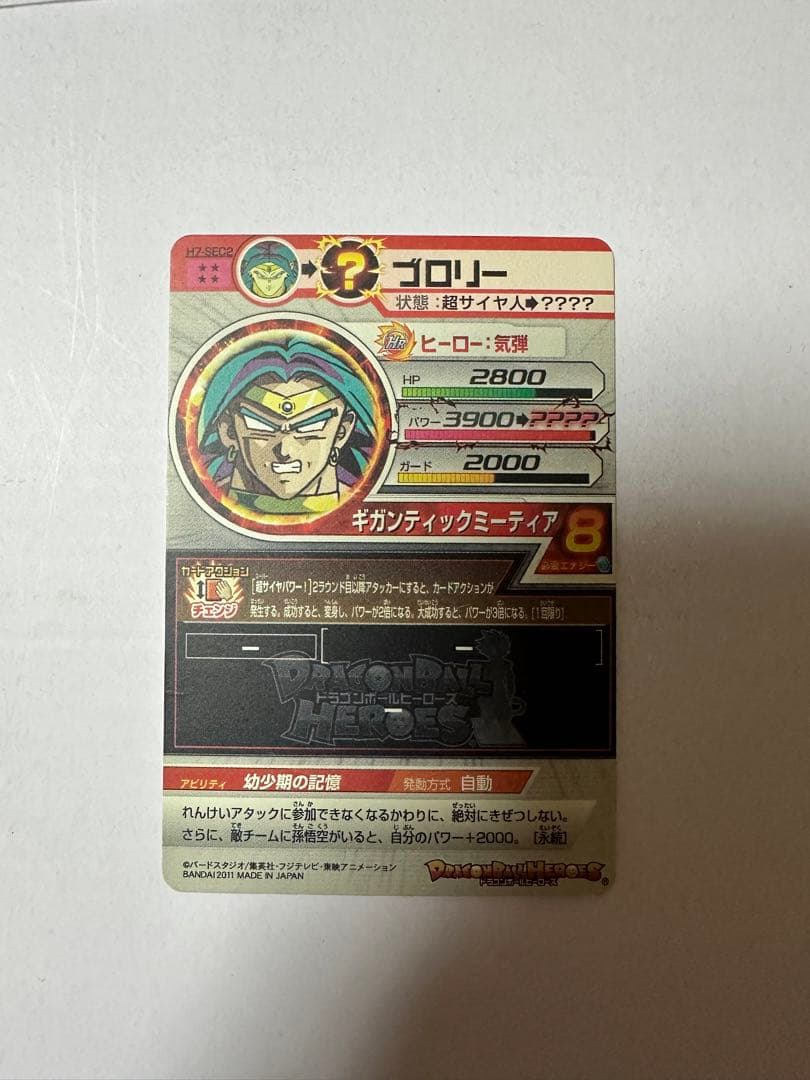 H7-SEC2
?
ブロリー
状態：超サイヤ人➡????
HR ヒーロー：気弾
HP 2800
パワー 3900➡????
ガード 2000
ギガンティックミーティア 8
必要エナジー
カードアクション
チェンジ
[超サイヤパワー！]2ラウンド目以降アタッカーにすると、カードアクションが
発生する。成功すると、変身し、パワーが2倍になる。大成功すると、パワーが3倍になる。[1回限り]
DRAGON BALL
ドラゴンボールヒーローズ
HEROES
アビリティ 幼少期の記憶 発動方式 自動
れんけいアタックに参加できなくなるかわりに、絶対にきぜつしない。
さらに、敵チームに孫悟空がいると、自分のパワー+2000。[永続]
©バードスタジオ/集英社・フジテレビ・東映アニメーション
BANDAI 2011 MADE IN JAPAN
DRAGONBALL HEROES
ドラゴンボールヒーローズ